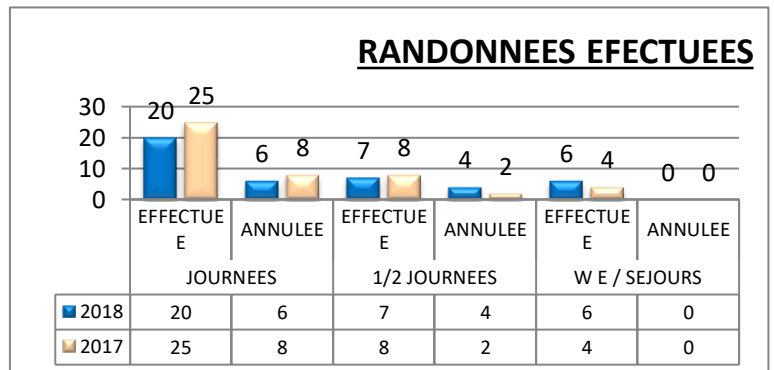 RANDONNEES EFECTUEES
30
20
10
0
20 25 6 8 7 8 4 2 6 4 0 0
EFFECTUE
E ANNULEE EFFECTUE
E ANNULEE EFFECTUE
E ANNULEE
JOURNEES 1/2 JOURNEES W E / SEJOURS
2018 20 6 7 4 6 0
2017 25 8 8 2 4 0